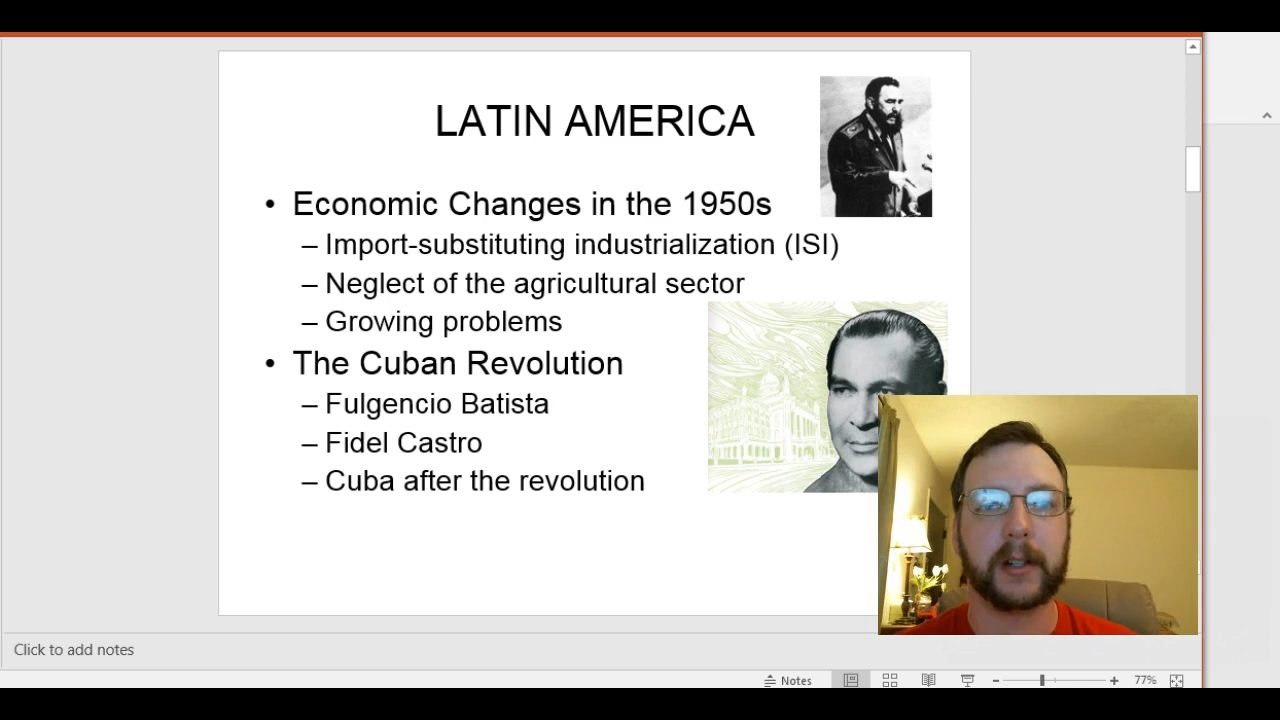 LATIN AMERICA
• Economic Changes in the 1950s
– Import-substituting industrialization (ISI)
– Neglect of the agricultural sector
– Growing problems
• The Cuban Revolution
– Fulgencio Batista
– Fidel Castro
– Cuba after the revolution
Click to add notes
Notes
77%